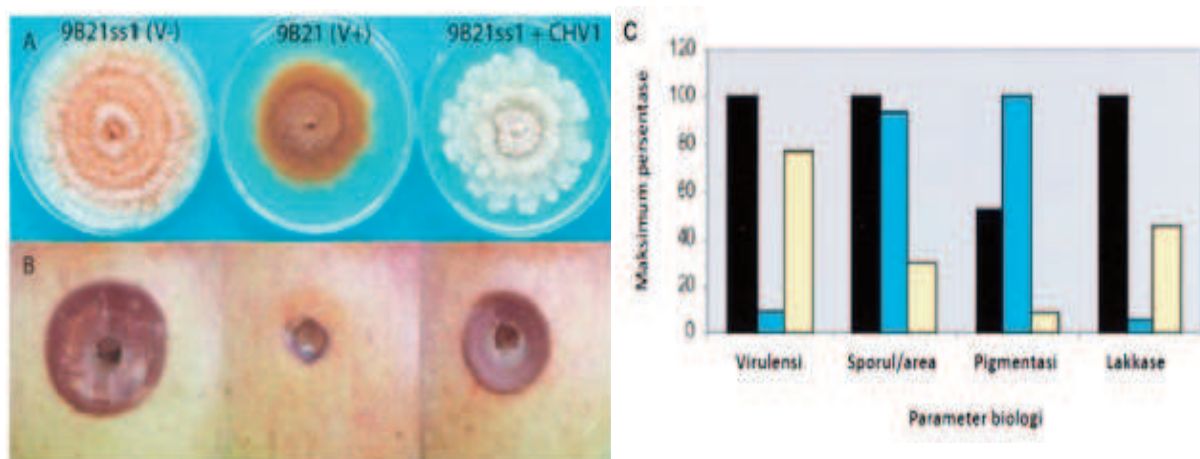 A
9B21ss1 (V-)
9B21 (V+)
9B21ss1 + CHV1
B
C
Maksimum persentase
120
100
80
60
40
20
0
Virulensi
Sporul/area
Pigmentasi
Lakkase
Parameter biologi